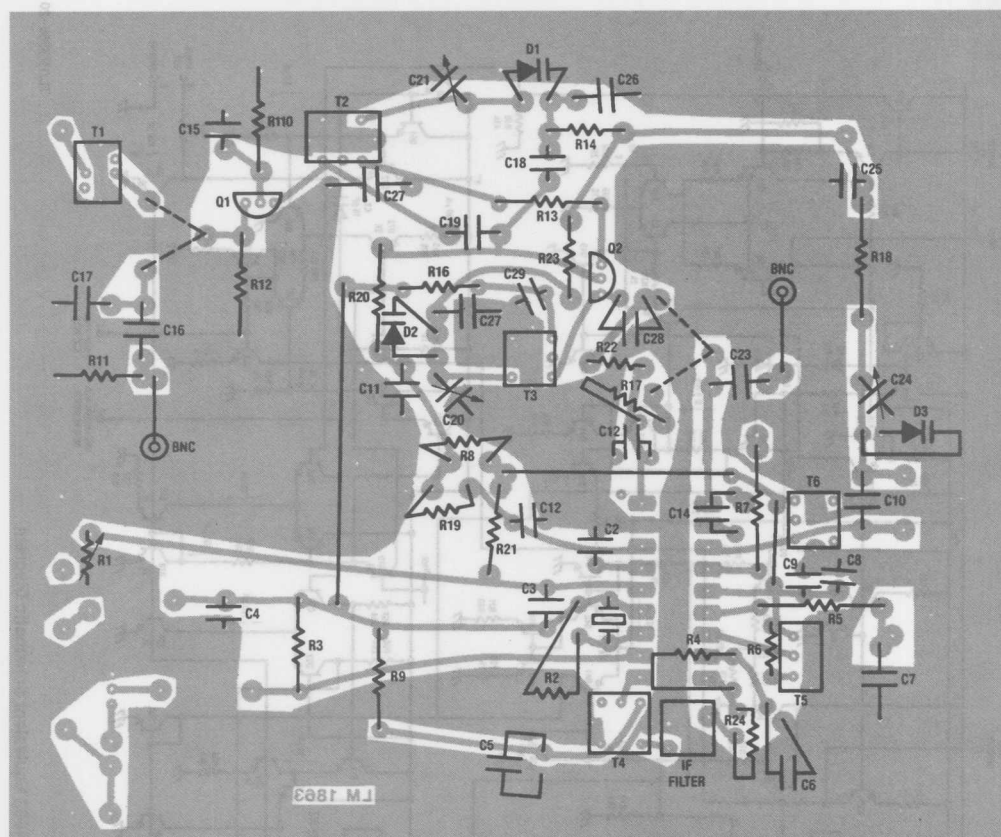 D1
C21
C26
T2
C15
R110
R14
T1
C18
C25
C27
Q1
R13
C19
R23
Q2
R18
BNC
R12
R16
C29
C17
R20
C27
C28
D2
C16
R22
C23
R11
C11
T3
R17
C24
C20
D3
C12
BNC
R8
T6
C10
R19
C12
C14
R7
R21
C2
R1
C9
C8
C3
C4
R5
R3
R4
R6
R9
R2
C7
T5
R24
C5
T4
IF
FILTER
C6
LM 1863